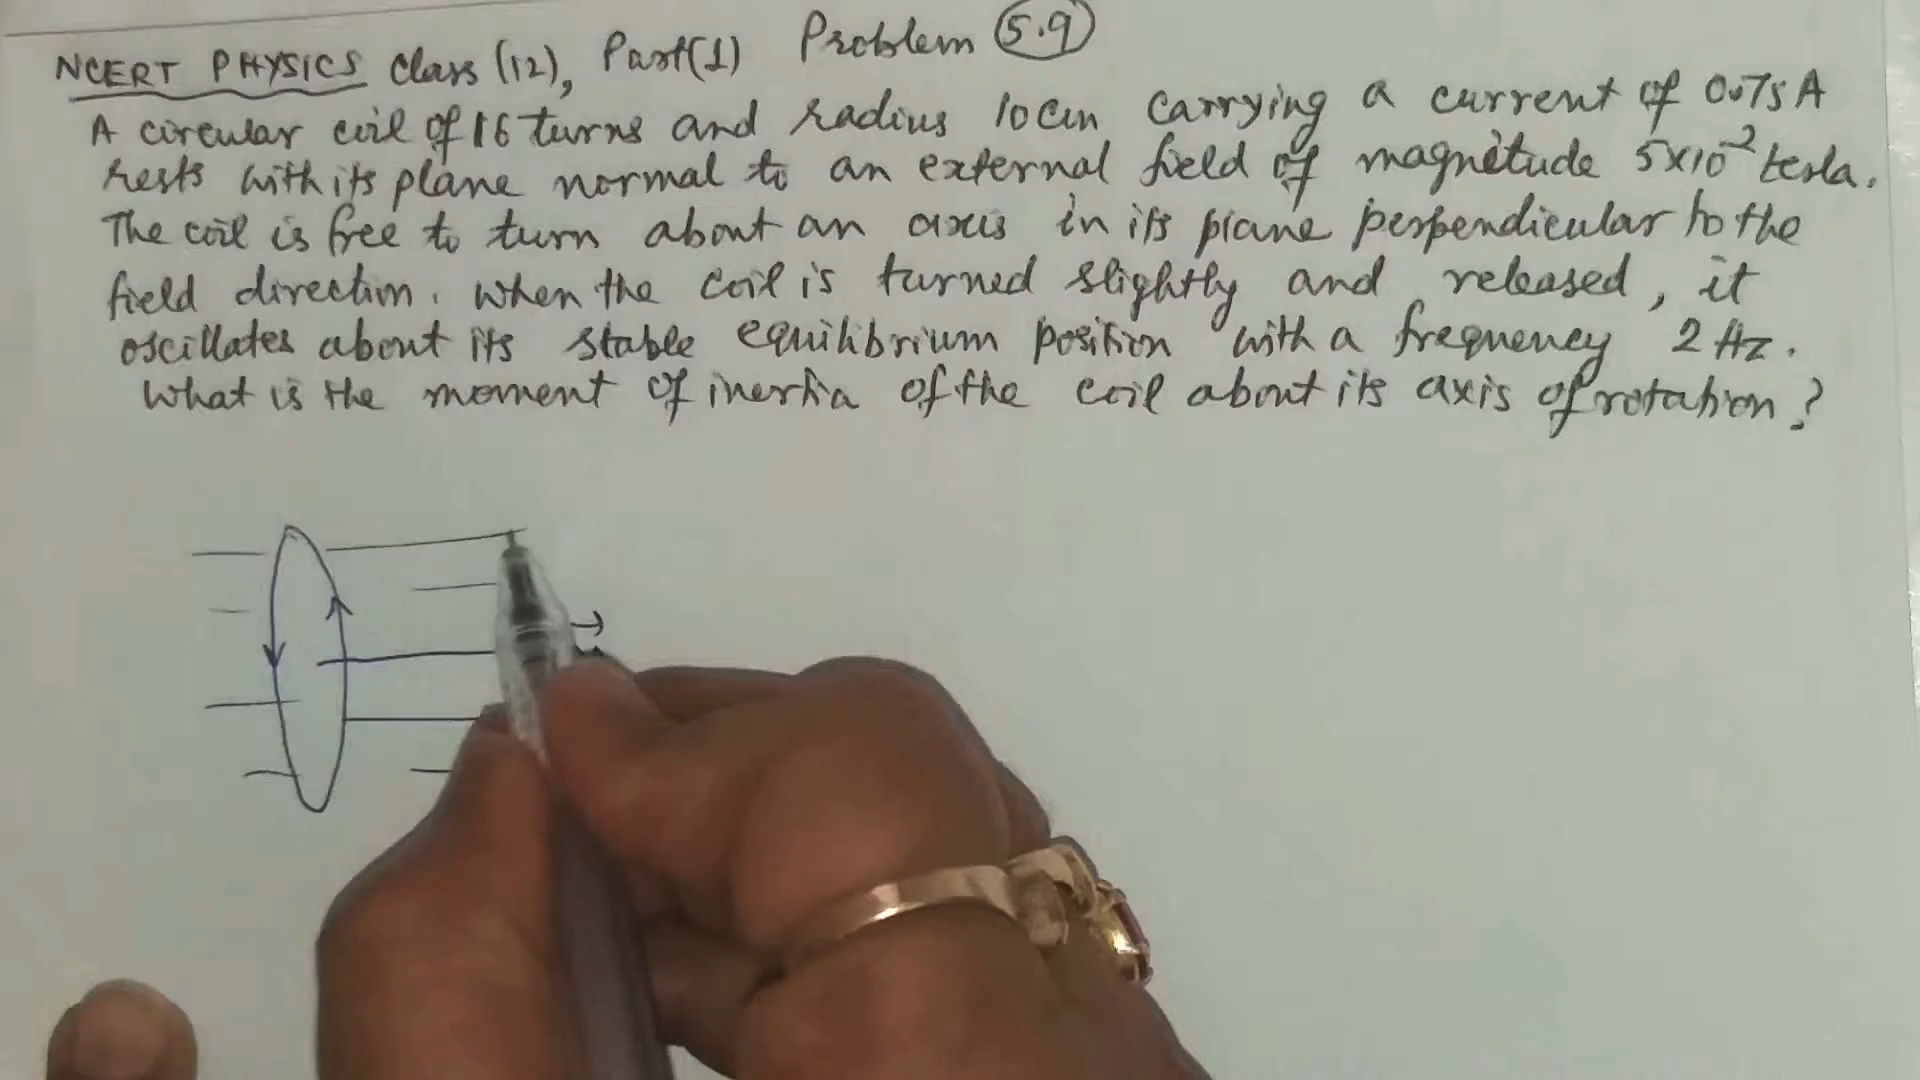 NCERT PHYSICS Class (12), Part(1) Problem 5.9
A circular coil of 16 turns and radius 10cm carrying a current of 0.75A
rests with its plane normal to an external field of magnitude 5×10⁻² tesla.
The coil is free to turn about an axis in its plane perpendicular to the
field direction. When the coil is turned slightly and released, it
oscillates about its stable equilibrium position with a frequency 2 Hz.
What is the moment of inertia of the coil about its axis of rotation?